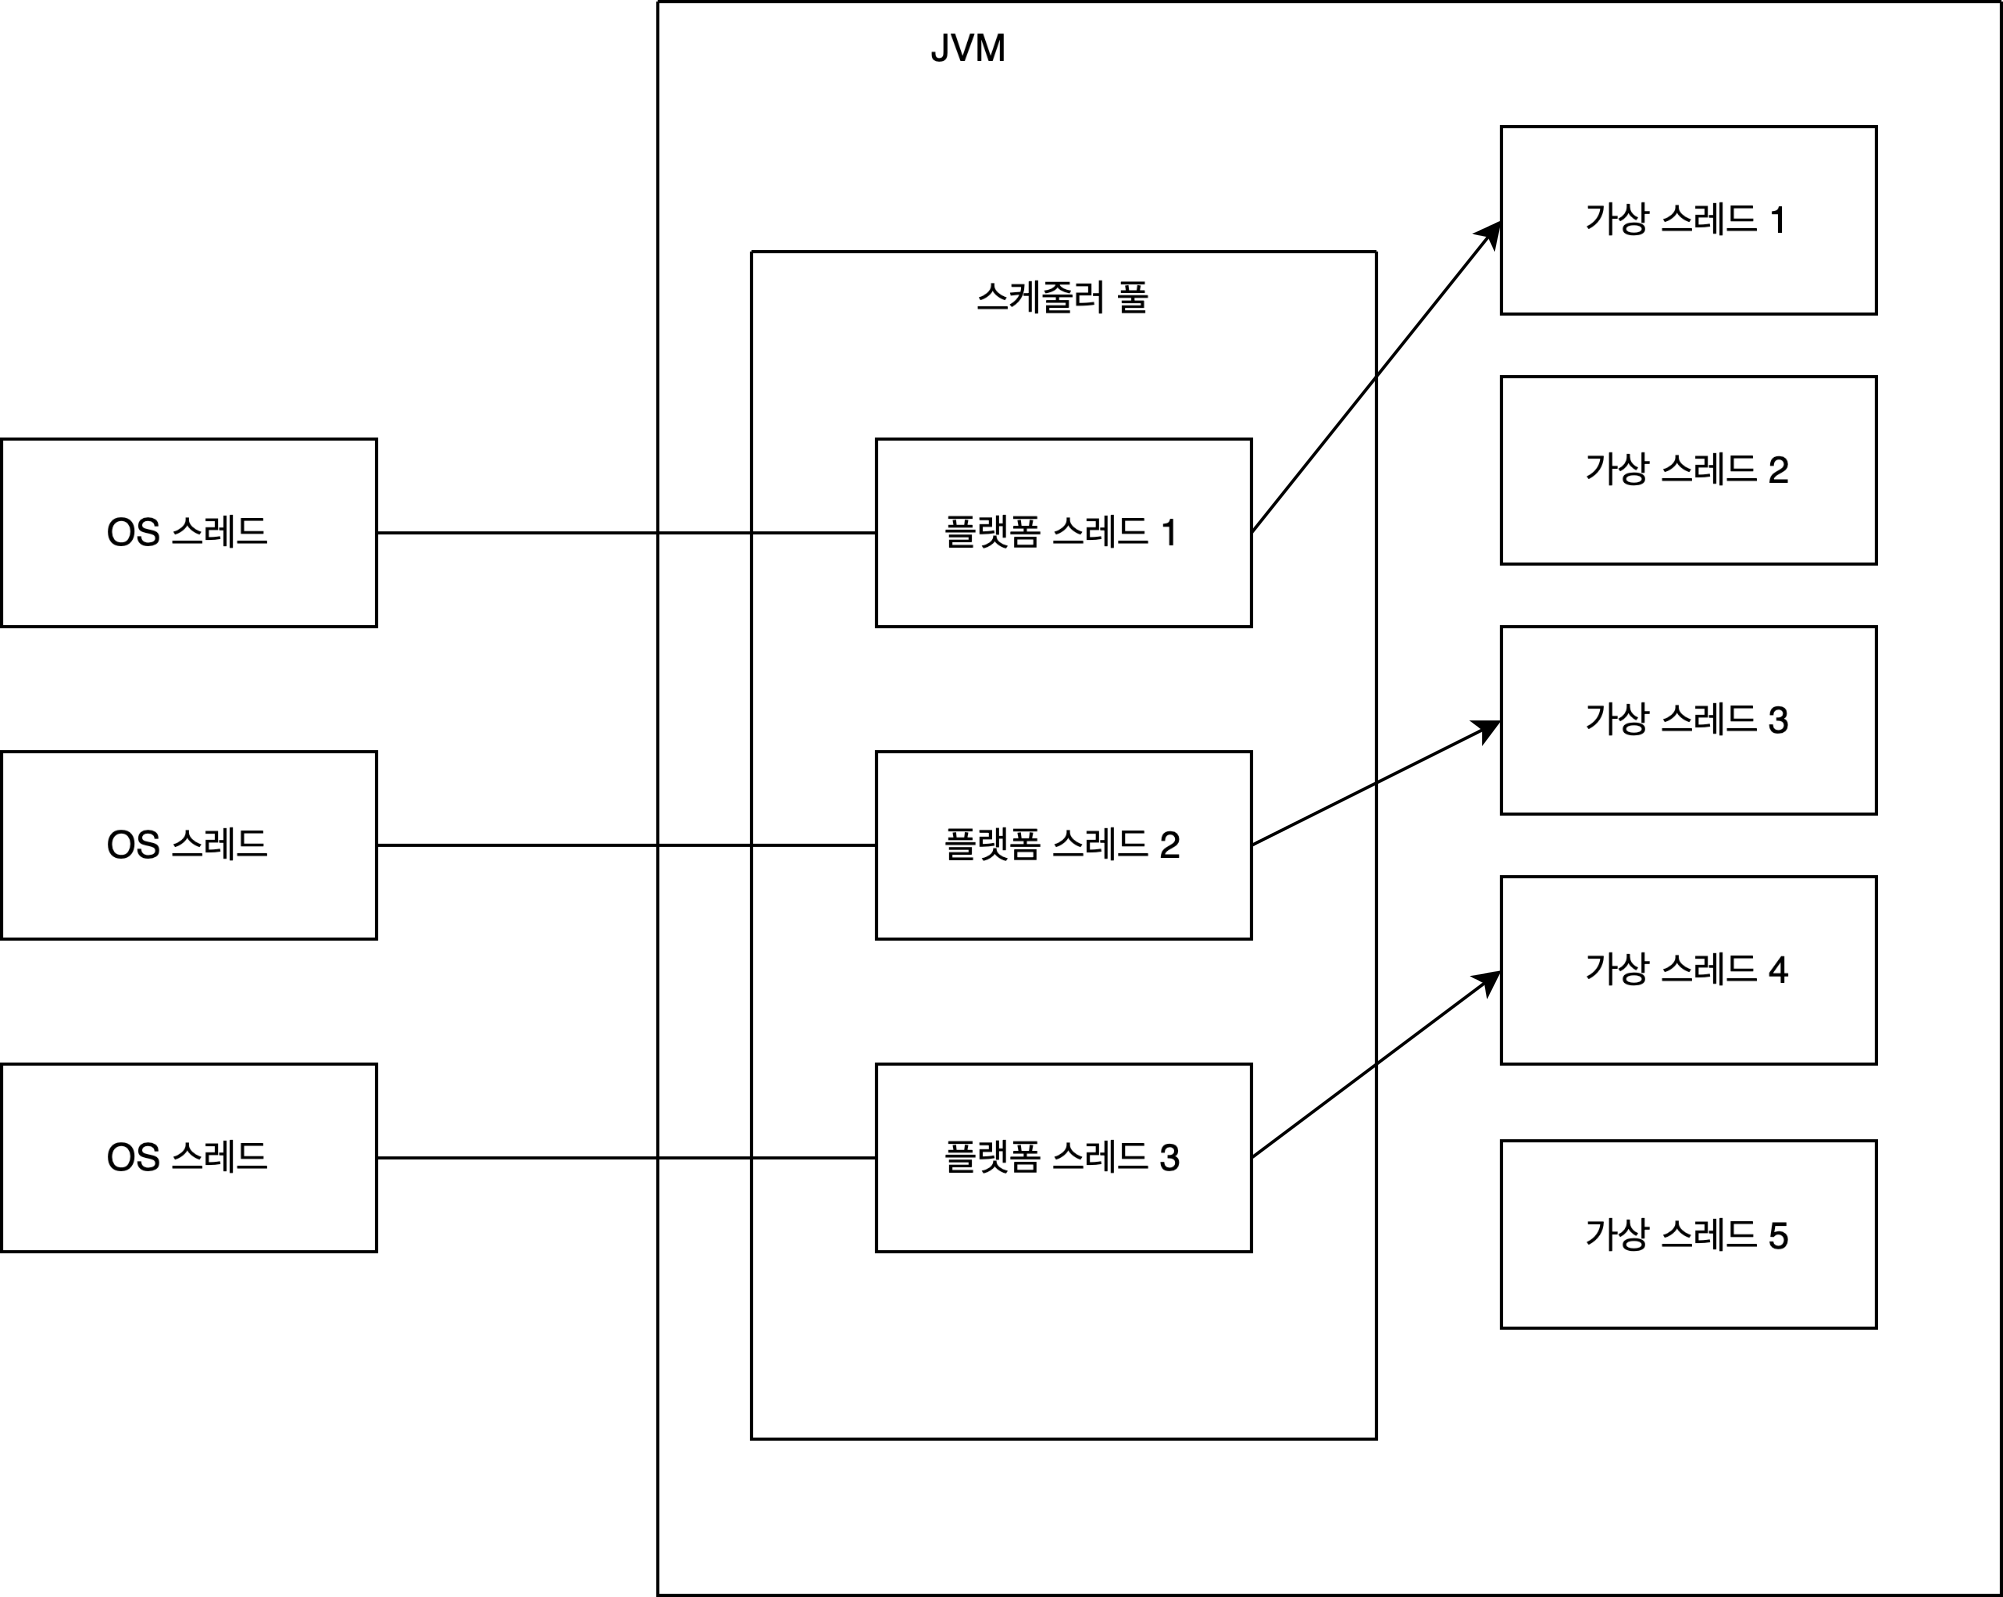 JVM
스케줄러 풀
OS 스레드
플랫폼 스레드 1
OS 스레드
플랫폼 스레드 2
OS 스레드
플랫폼 스레드 3
가상 스레드 1
가상 스레드 2
가상 스레드 3
가상 스레드 4
가상 스레드 5